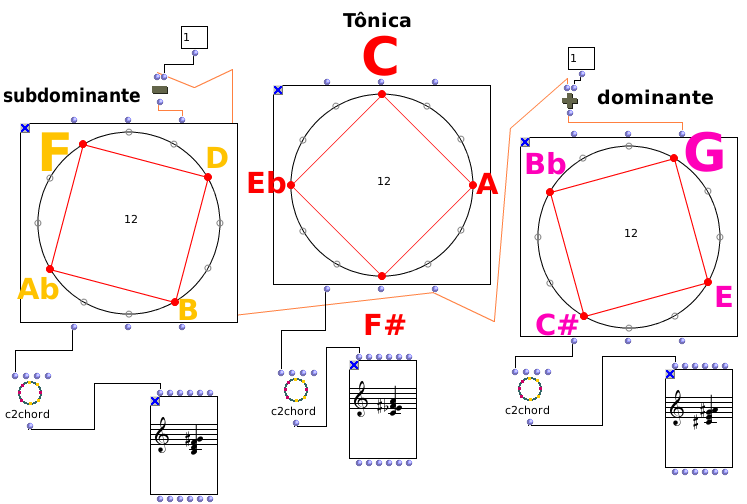 Tônica
1
C
1
subdominante
dominante
F
D
Bb
G
12
Eb
12
A
12
Ab
B
C#
E
F#
c2chord
c2chord
c2chord